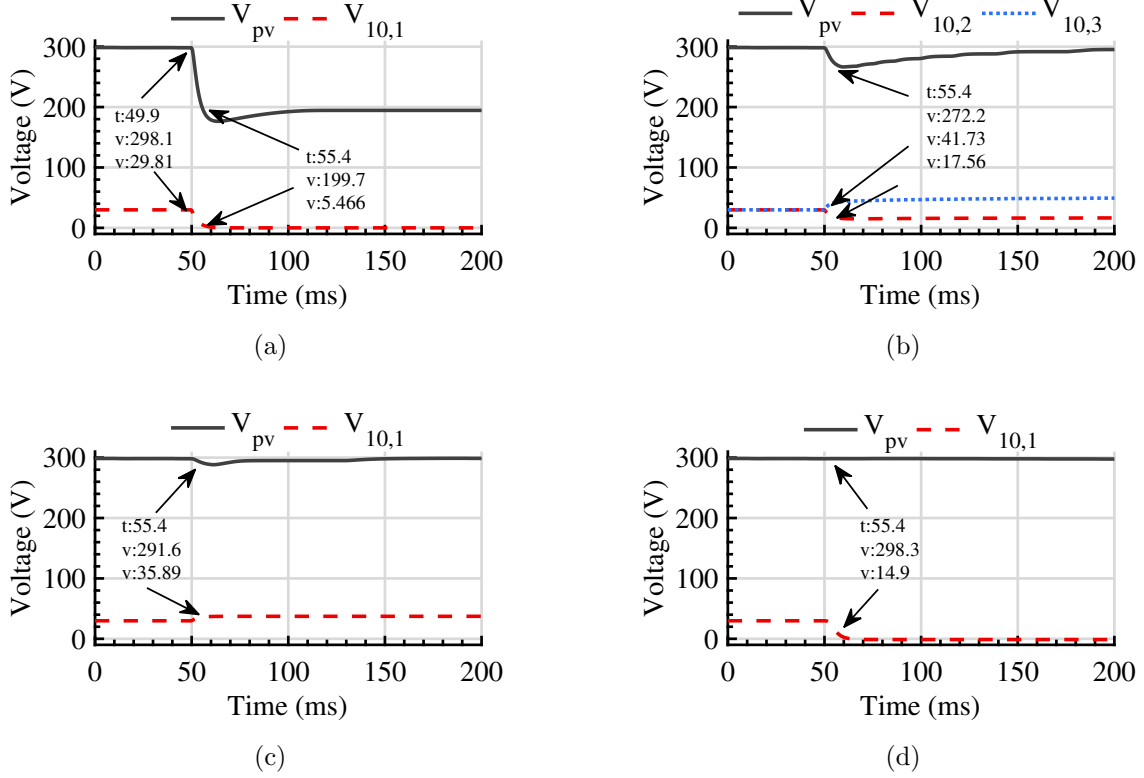 V_pv V_10,1
Voltage (V)
300
200
100
0
t:49.9
v:298.1
v:29.81
t:55.4
v:199.7
v:5.466
0 50 100 150 200
Time (ms)
(a)
V_pv V_10,2 V_10,3
Voltage (V)
300
200
100
0
t:55.4
v:272.2
v:41.73
v:17.56
0 50 100 150 200
Time (ms)
(b)
V_pv V_10,1
Voltage (V)
300
200
100
0
t:55.4
v:291.6
v:35.89
0 50 100 150 200
Time (ms)
(c)
V_pv V_10,1
Voltage (V)
300
200
100
0
t:55.4
v:298.3
v:14.9
0 50 100 150 200
Time (ms)
(d)